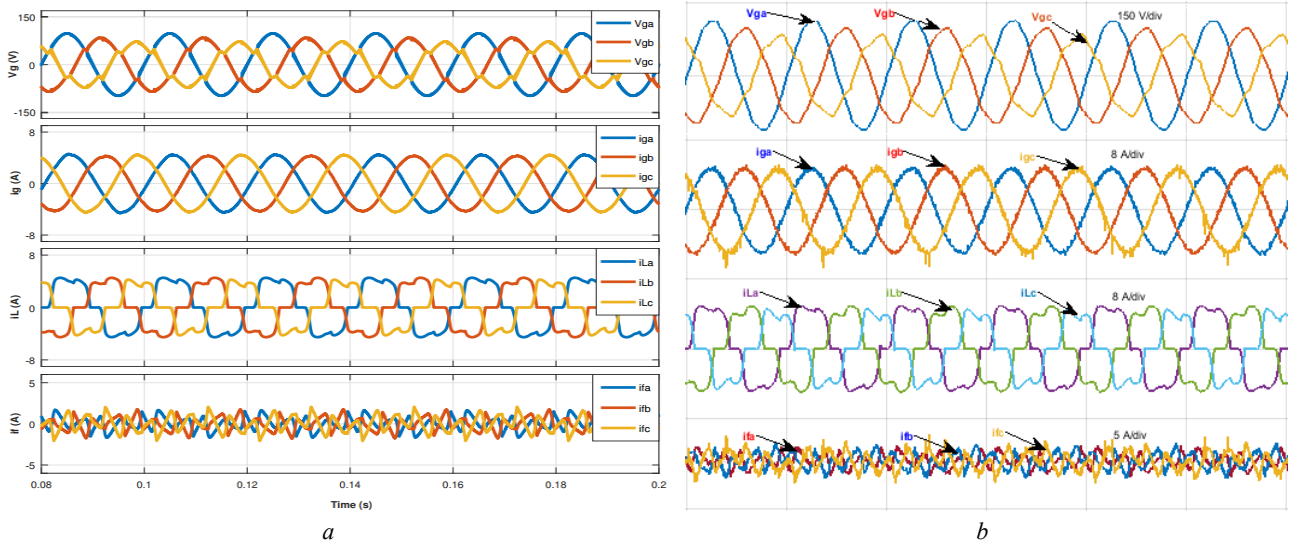 150
0
-150
Vg (V)
Vga
Vgb
Vgc
8
0
-8
Ig (A)
iga
igb
igc
8
0
-8
iL (A)
iLa
iLb
iLc
5
0
-5
If (A)
ifa
ifb
ifc
0.08 0.1 0.12 0.14 0.16 0.18 0.2
Time (s)
a
Vga Vgb Vgc 150 V/div
iga igb igc 8 A/div
iLa iLb iLc 8 A/div
ifa ifb ifc 5 A/div
b